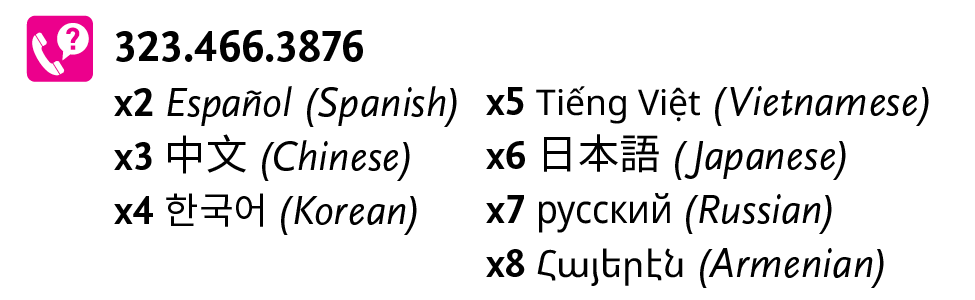 ?
323.466.3876
x2 Español (Spanish)
x3 中文 (Chinese)
x4 한국어 (Korean)
x5 Tiếng Việt (Vietnamese)
x6 日本語 (Japanese)
x7 русский (Russian)
x8 Հայերէն (Armenian)